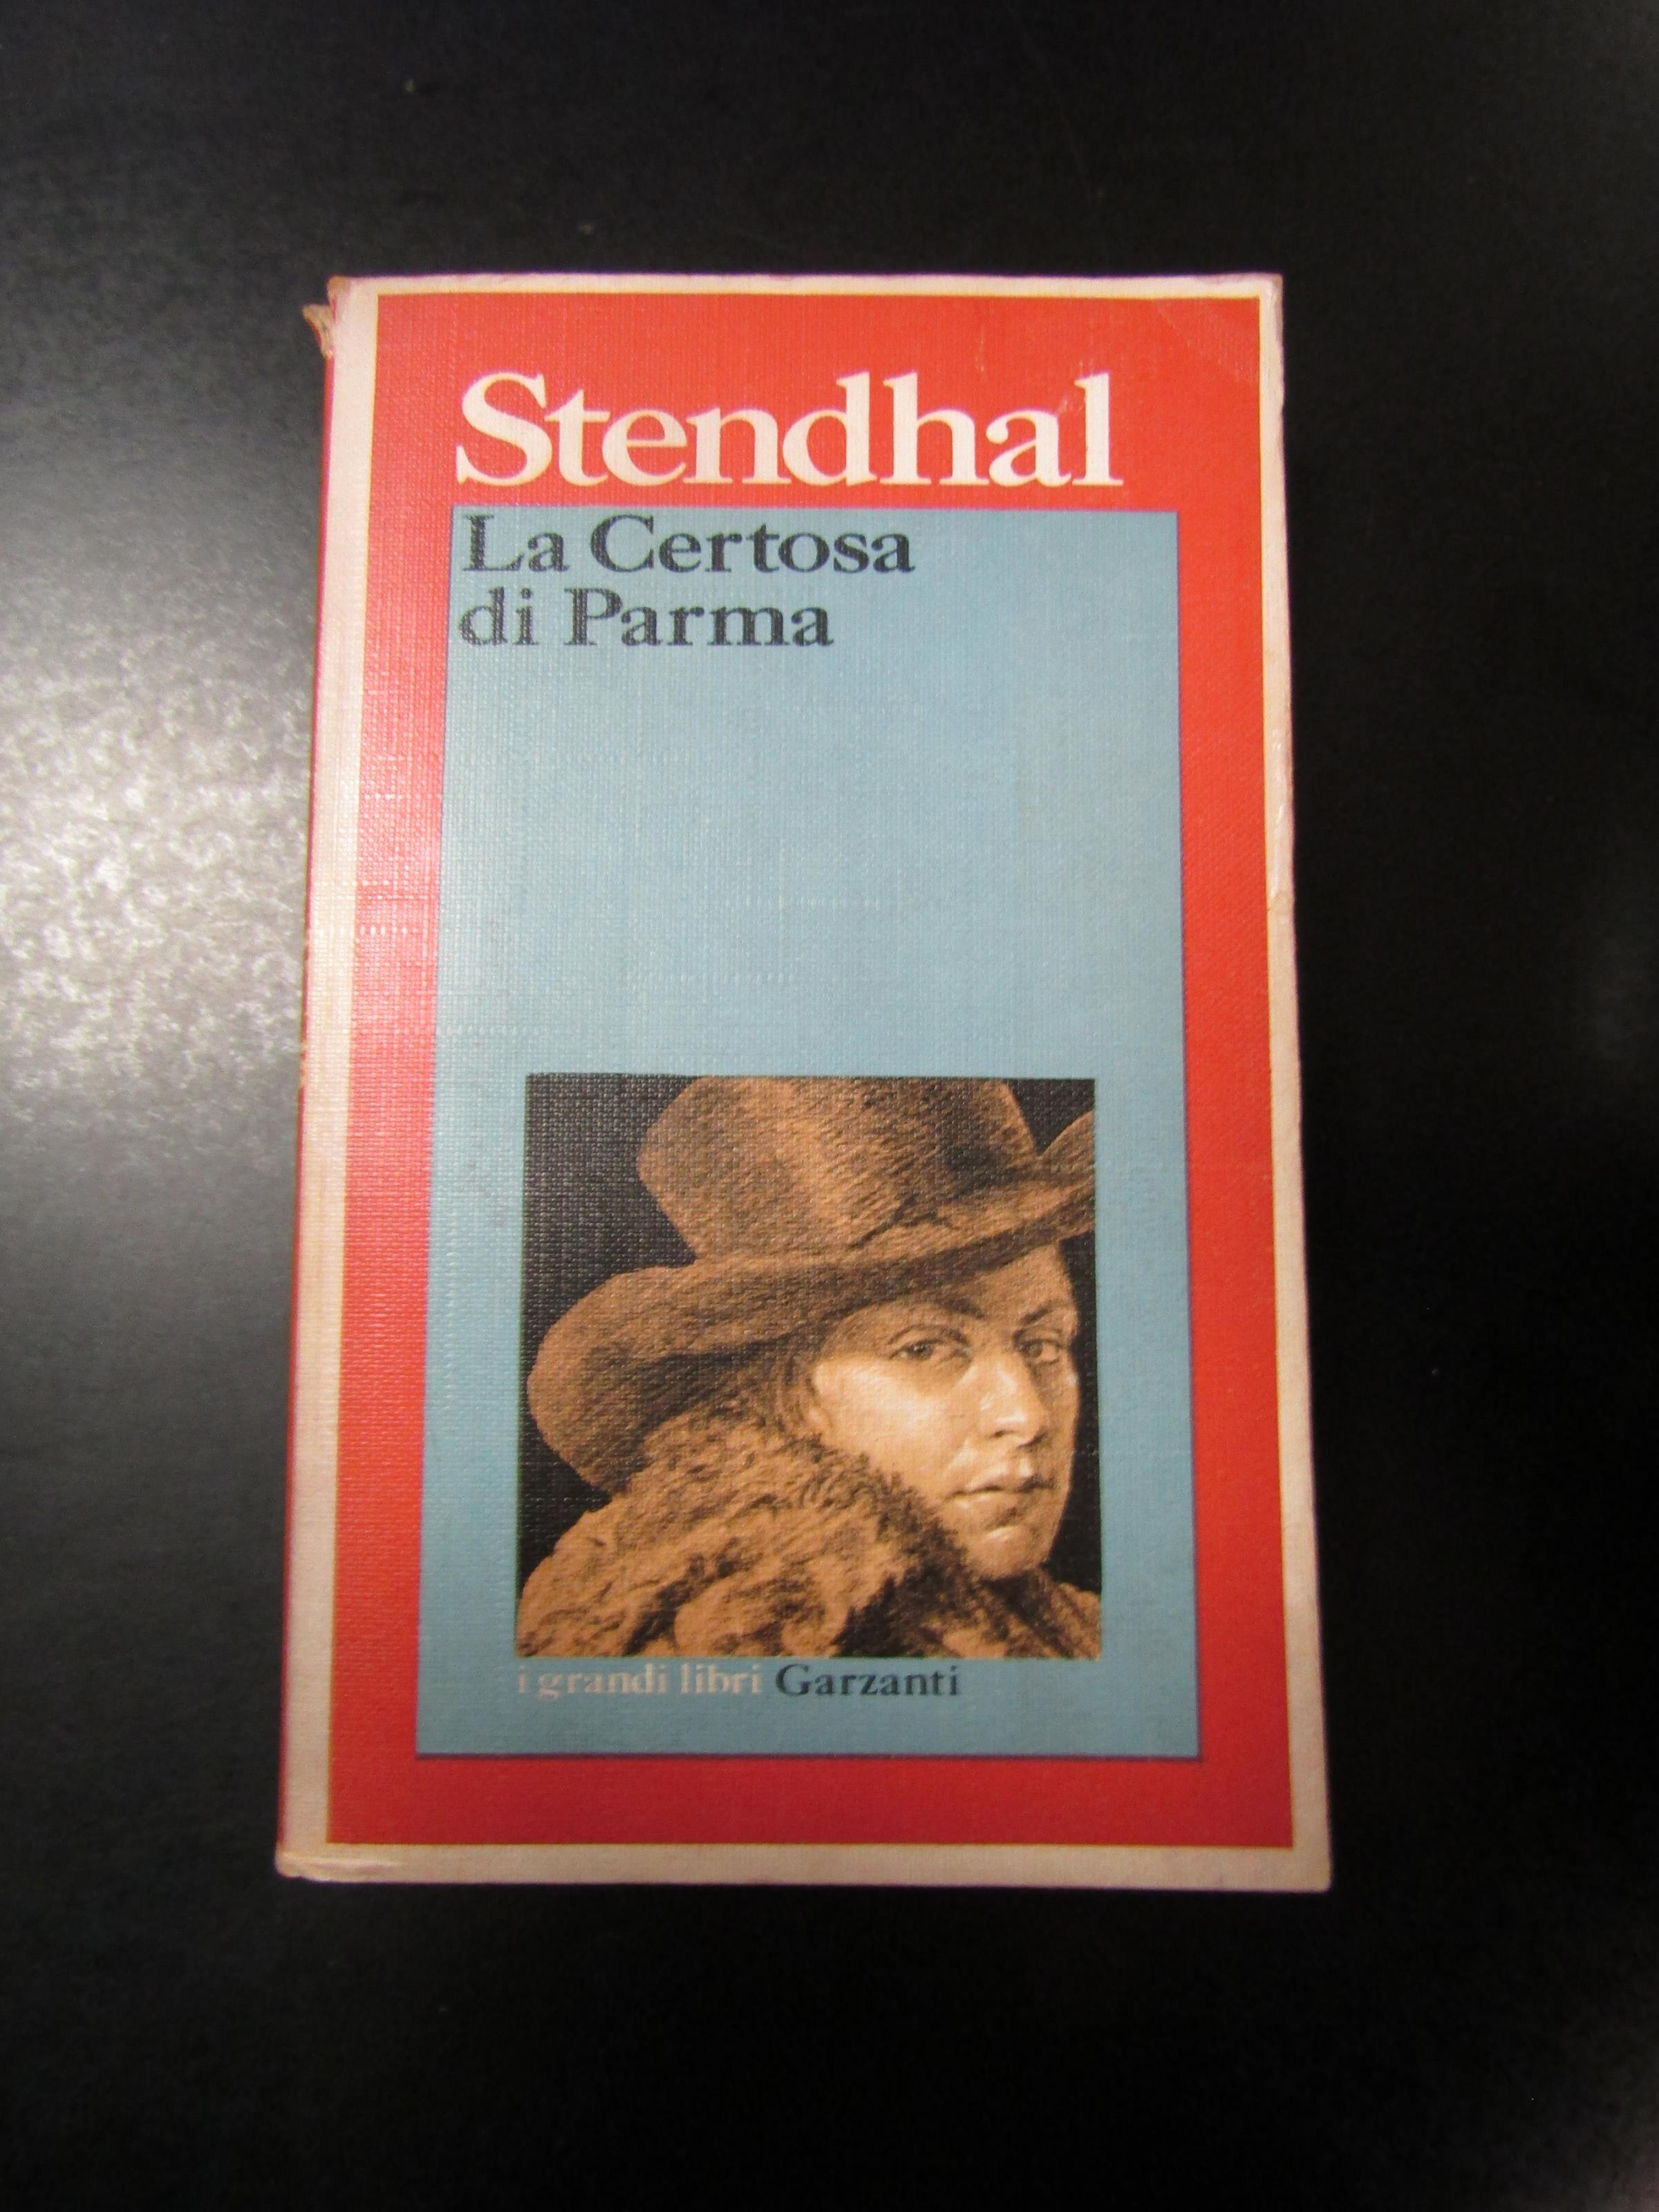 Stendhal
La Certosa
di Parma
i grandi libri Garzanti